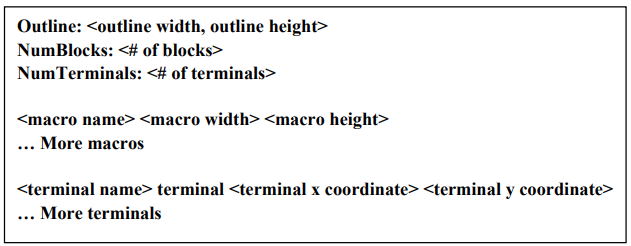 Outline: <outline width, outline height>
NumBlocks: <# of blocks>
NumTerminals: <# of terminals>
<macro name> <macro width> <macro height>
… More macros
<terminal name> terminal <terminal x coordinate> <terminal y coordinate>
… More terminals